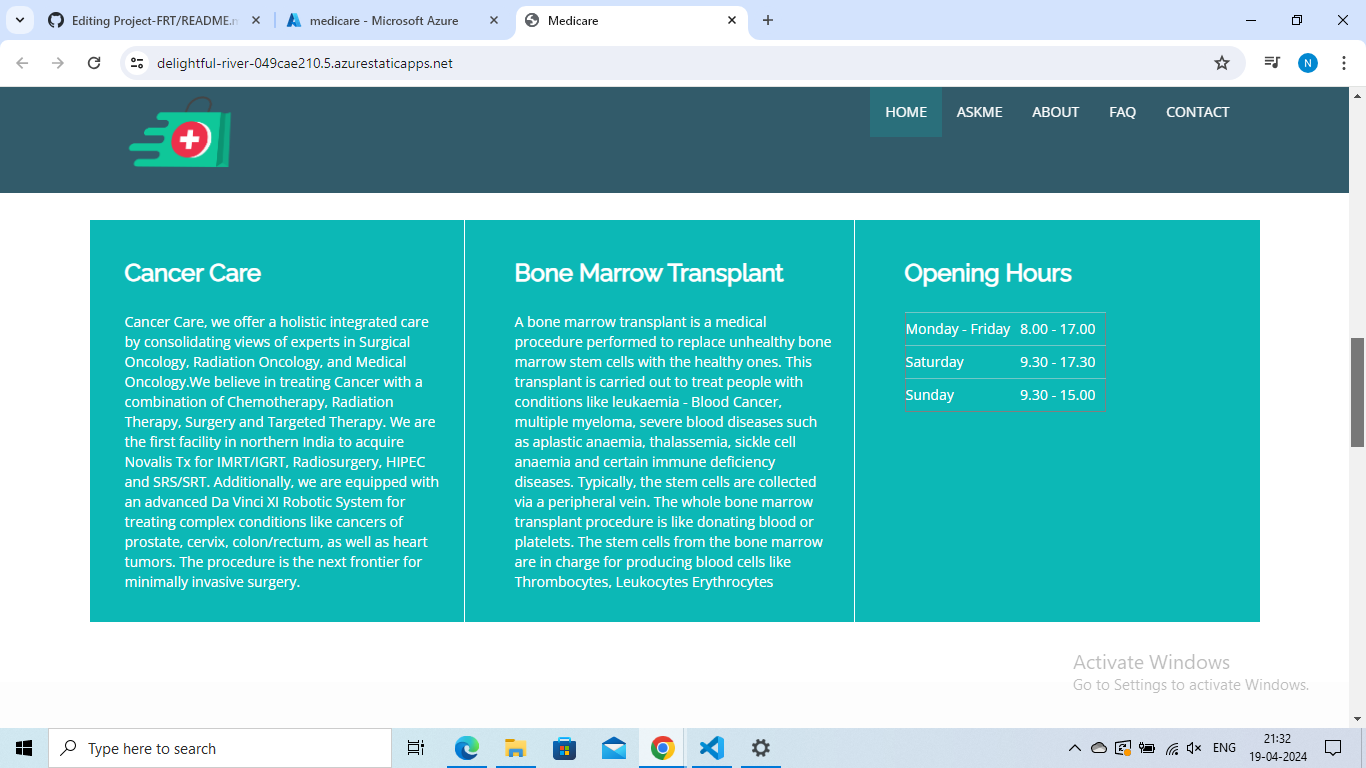 Editing Project-FRT/README.m
medicare - Microsoft Azure
Medicare
delightful-river-049cae210.5.azurestaticapps.net
N
HOME ASKME ABOUT FAQ CONTACT
Cancer Care
Cancer Care, we offer a holistic integrated care
by consolidating views of experts in Surgical
Oncology, Radiation Oncology, and Medical
Oncology.We believe in treating Cancer with a
combination of Chemotherapy, Radiation
Therapy, Surgery and Targeted Therapy. We are
the first facility in northern India to acquire
Novalis Tx for IMRT/IGRT, Radiosurgery, HIPEC
and SRS/SRT. Additionally, we are equipped with
an advanced Da Vinci XI Robotic System for
treating complex conditions like cancers of
prostate, cervix, colon/rectum, as well as heart
tumors. The procedure is the next frontier for
minimally invasive surgery.
Bone Marrow Transplant
A bone marrow transplant is a medical
procedure performed to replace unhealthy bone
marrow stem cells with the healthy ones. This
transplant is carried out to treat people with
conditions like leukaemia - Blood Cancer,
multiple myeloma, severe blood diseases such
as aplastic anaemia, thalassemia, sickle cell
anaemia and certain immune deficiency
diseases. Typically, the stem cells are collected
via a peripheral vein. The whole bone marrow
transplant procedure is like donating blood or
platelets. The stem cells from the bone marrow
are in charge for producing blood cells like
Thrombocytes, Leukocytes Erythrocytes
Opening Hours
Monday - Friday 8.00 - 17.00
Saturday 9.30 - 17.30
Sunday 9.30 - 15.00
Activate Windows
Go to Settings to activate Windows.
Type here to search
ENG
21:32
19-04-2024